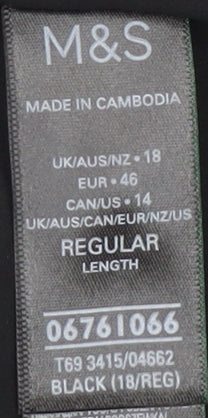 M&S
MADE IN CAMBODIA
UK/AUS/NZ • 18
EUR • 46
CAN/US • 14
UK/AUS/CAN/EUR/NZ/US
REGULAR
LENGTH
06761066
T69 3415/04662
BLACK (18/REG)